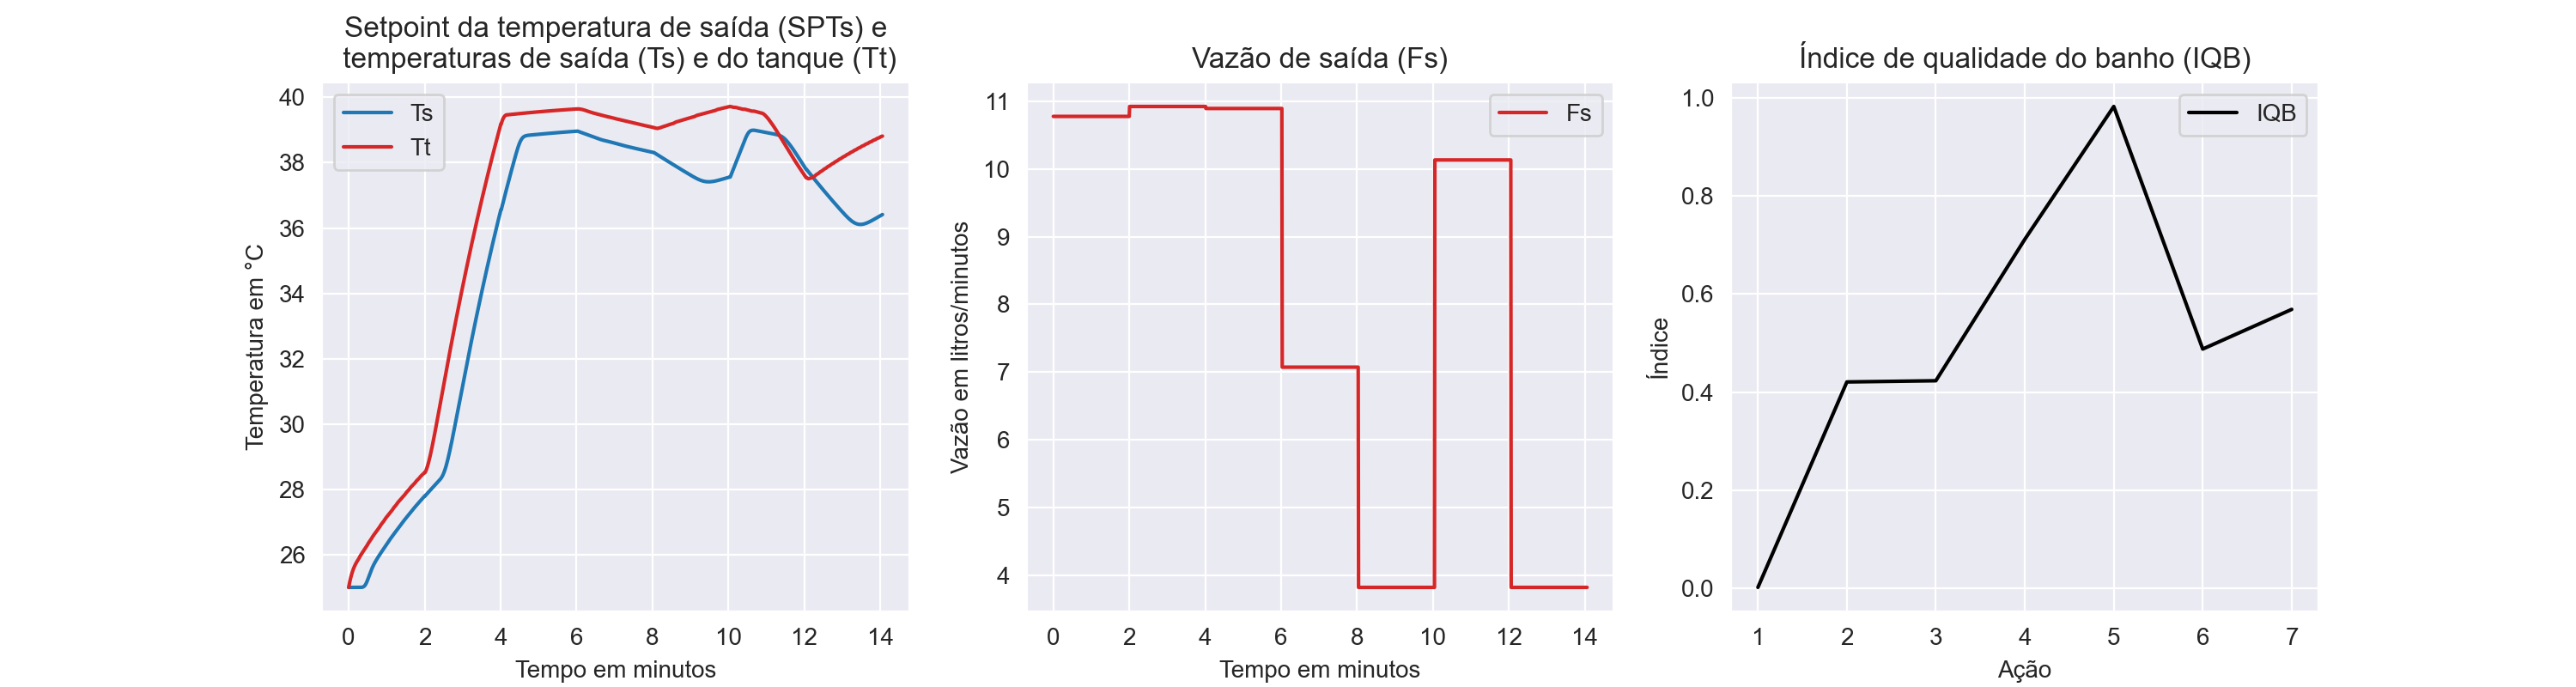 Setpoint da temperatura de saída (SPTs) e
temperaturas de saída (Ts) e do tanque (Tt)
Ts
Tt
Temperatura em °C
40
38
36
34
32
30
28
26
0 2 4 6 8 10 12 14
Tempo em minutos
Vazão de saída (Fs)
Fs
Vazão em litros/minutos
11
10
9
8
7
6
5
4
0 2 4 6 8 10 12 14
Tempo em minutos
Índice de qualidade do banho (IQB)
IQB
Índice
1.0
0.8
0.6
0.4
0.2
0.0
1 2 3 4 5 6 7
Ação